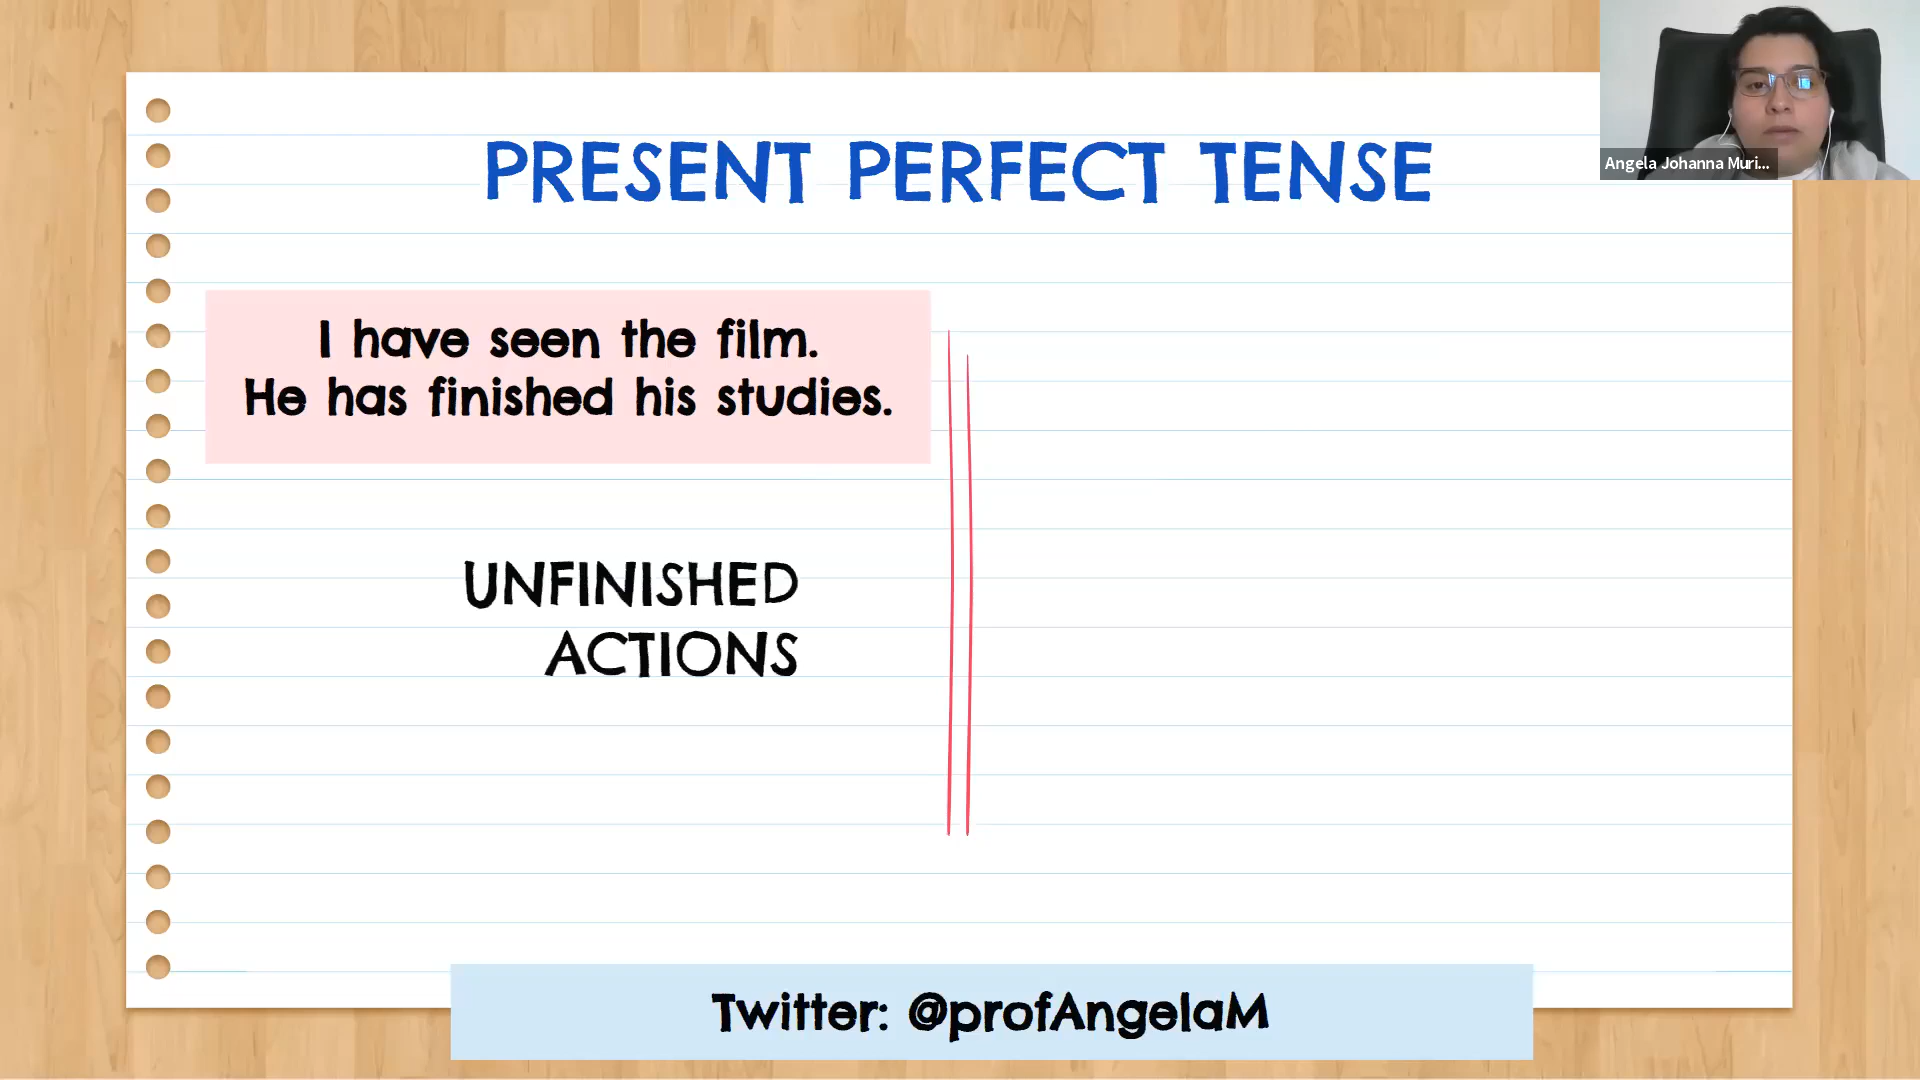 PRESENT PERFECT TENSE
Angela Johanna Muri...
I have seen the film.
He has finished his studies.
UNFINISHED
ACTIONS
Twitter: @profAngelaM